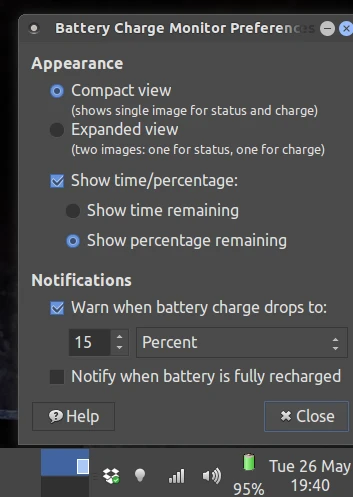 Battery Charge Monitor Preferences
Appearance
Compact view
(shows single image for status and charge)
Expanded view
(two images: one for status, one for charge)
Show time/percentage:
Show time remaining
Show percentage remaining
Notifications
Warn when battery charge drops to:
15 Percent
Notify when battery is fully recharged
Help Close
95% Tue 26 May
19:40